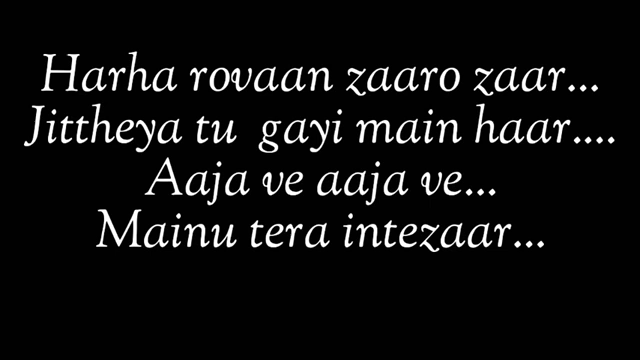 Harha rovaan zaaro zaar...
Jittheya tu gayi main haar....
Aaja ve aaja ve...
Mainu tera intezaar...